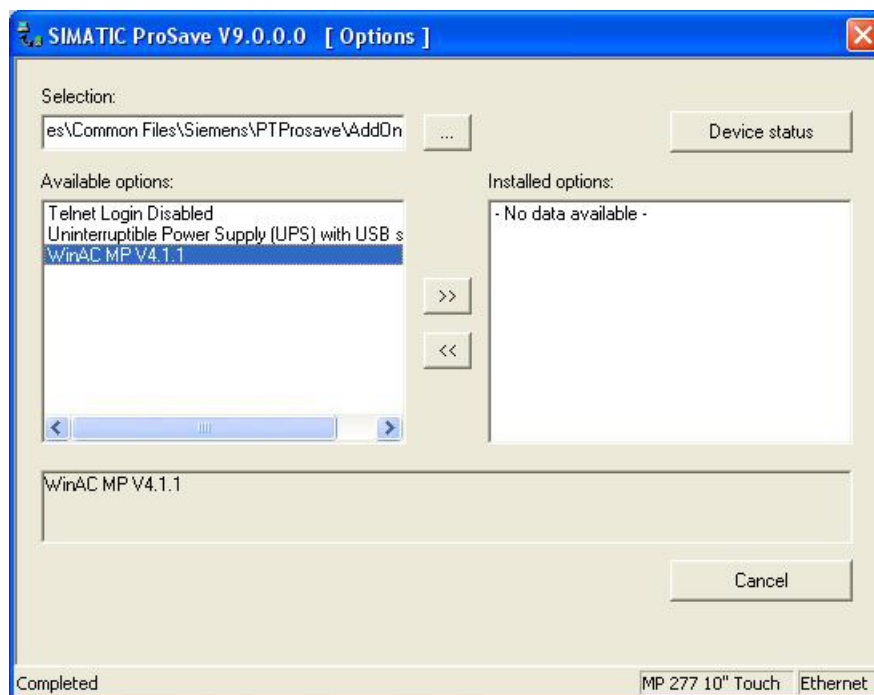 SIMATIC ProSave V9.0.0.0 [ Options ]
Selection:
es\Common Files\Siemens\PTProsave\AddOn
...
Device status
Available options:
Installed options:
Telnet Login Disabled
Uninterruptible Power Supply (UPS) with USB s
WinAC MP V4.1.1
- No data available -
>>
<<
WinAC MP V4.1.1
Cancel
Completed
MP 277 10" Touch
Ethernet